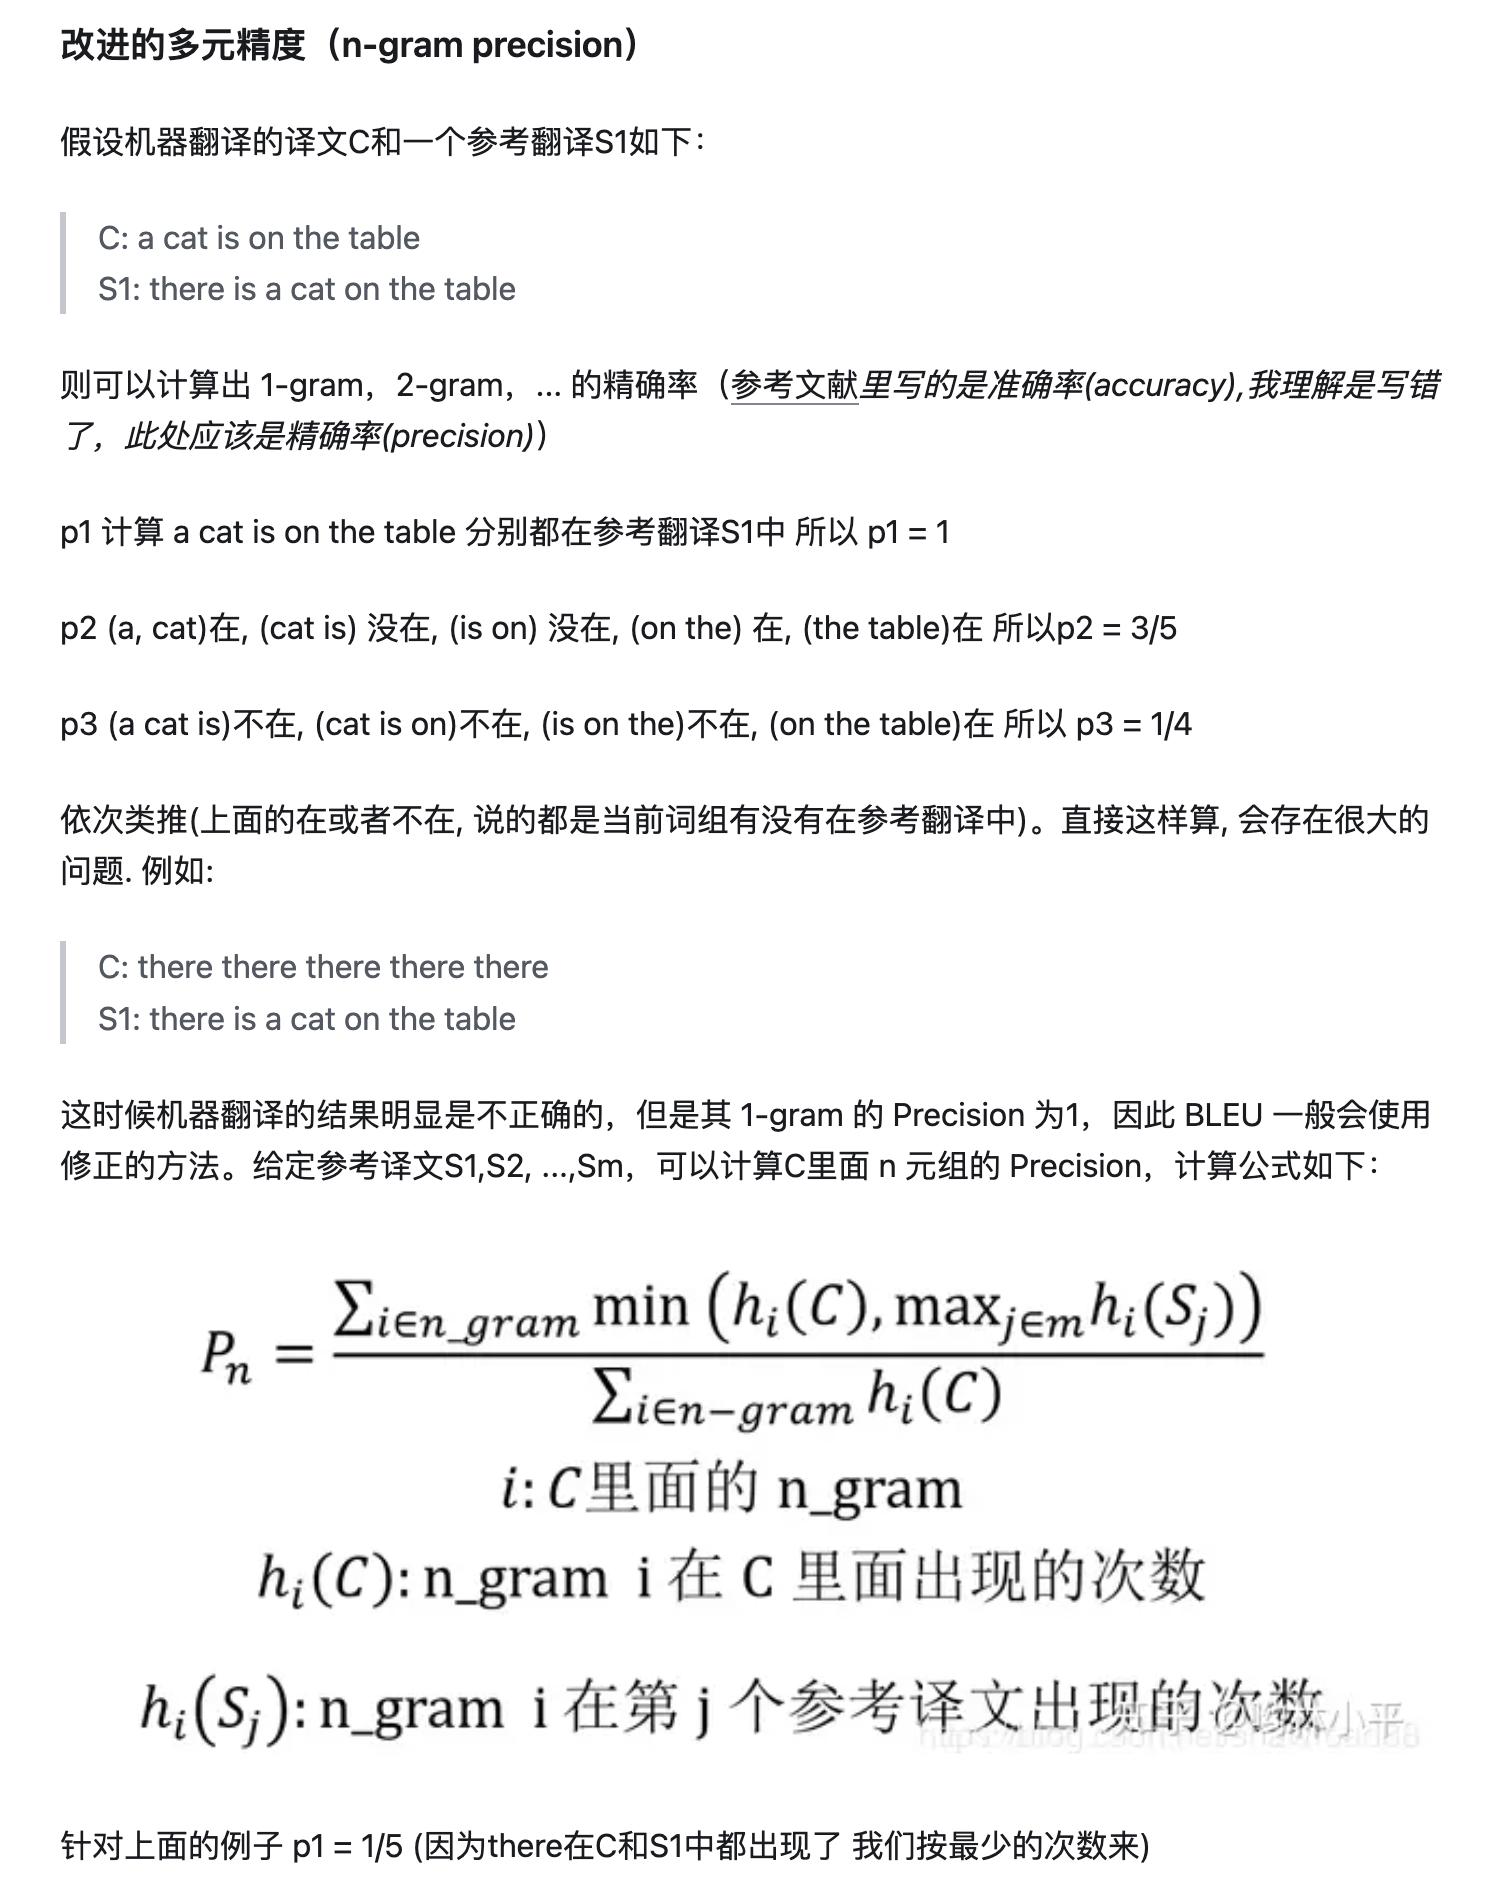 改进的多元精度（n-gram precision）
假设机器翻译的译文C和一个参考翻译S1如下：
C: a cat is on the table
S1: there is a cat on the table
则可以计算出 1-gram，2-gram，... 的精确率（参考文献里写的是准确率(accuracy),我理解是写错
了，此处应该是精确率(precision)）
p1 计算 a cat is on the table 分别都在参考翻译S1中 所以 p1 = 1
p2 (a, cat)在, (cat is) 没在, (is on) 没在, (on the) 在, (the table)在 所以p2 = 3/5
p3 (a cat is)不在, (cat is on)不在, (is on the)不在, (on the table)在 所以 p3 = 1/4
依次类推(上面的在或者不在, 说的都是当前词组有没有在参考翻译中)。直接这样算, 会存在很大的
问题. 例如:
C: there there there there there
S1: there is a cat on the table
这时候机器翻译的结果明显是不正确的，但是其 1-gram 的 Precision 为1，因此 BLEU 一般会使用
修正的方法。给定参考译文S1,S2, ...,Sm，可以计算C里面 n 元组的 Precision，计算公式如下：
P_n = \frac{\sum_{i∈n\_gram} min (h_i(C), max_{j∈m} h_i(S_j))}{\sum_{i∈n-gram} h_i(C)}
i: C里面的 n_gram
h_i(C): n_gram i 在 C 里面出现的次数
h_i(S_j): n_gram i 在第 j 个参考译文出现的次数
针对上面的例子 p1 = 1/5 (因为there在C和S1中都出现了 我们按最少的次数来)